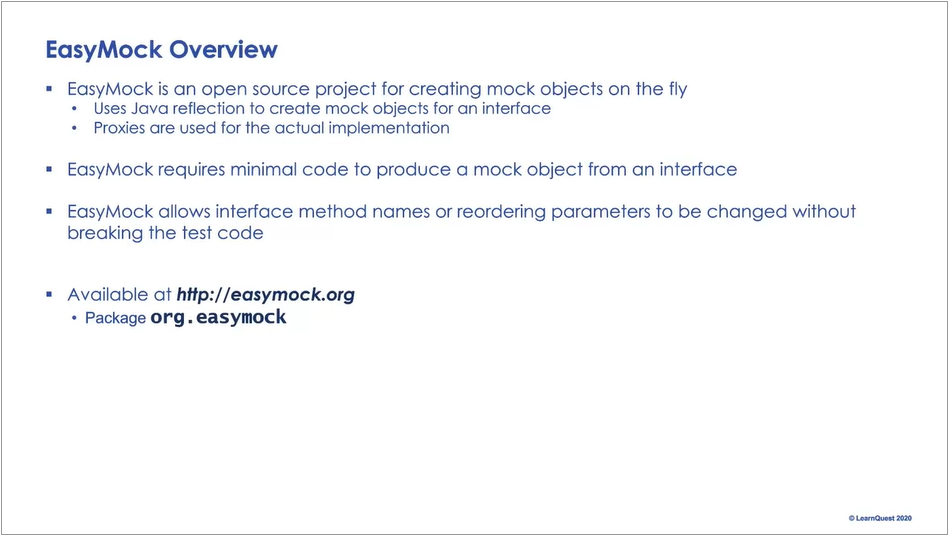 EasyMock Overview
▪ EasyMock is an open source project for creating mock objects on the fly
• Uses Java reflection to create mock objects for an interface
• Proxies are used for the actual implementation
▪ EasyMock requires minimal code to produce a mock object from an interface
▪ EasyMock allows interface method names or reordering parameters to be changed without
breaking the test code
▪ Available at http://easymock.org
• Package org.easymock
© LearnQuest 2020